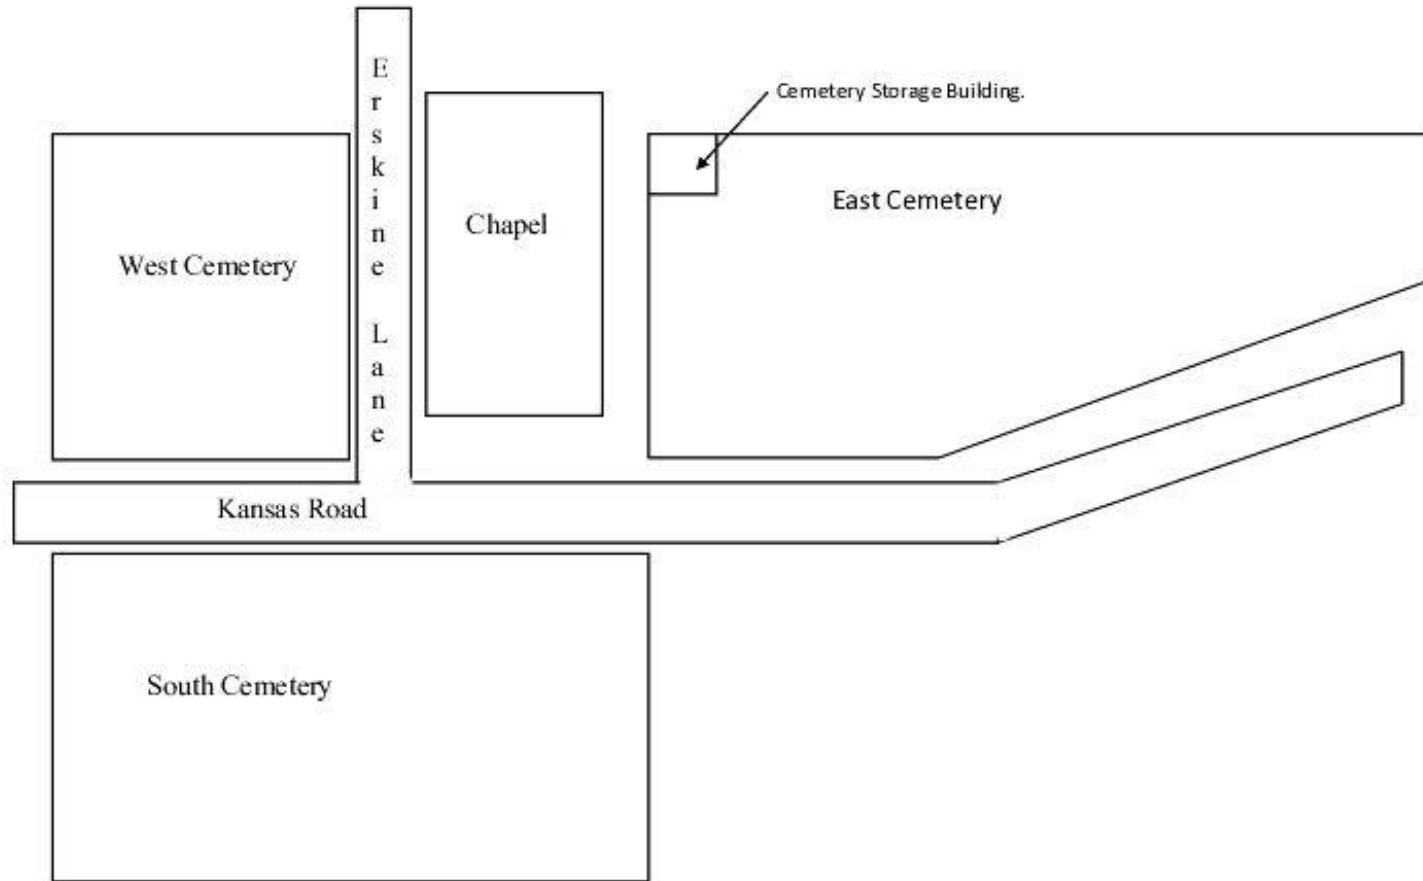 Erskine Lane
Cemetery Storage Building.
East Cemetery
Chapel
West Cemetery
Kansas Road
South Cemetery